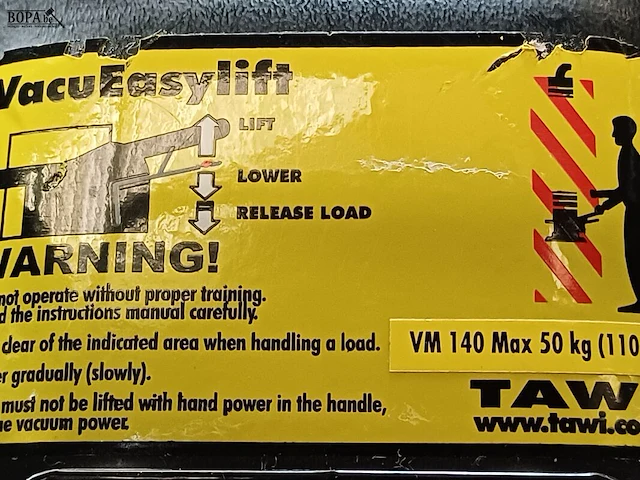 BOPA
VacuEasylift
LIFT
LOWER
RELEASE LOAD
WARNING!
not operate without proper training.
d the instructions manual carefully.
clear of the indicated area when handling a load.
er gradually (slowly).
must not be lifted with hand power in the handle,
e vacuum power.
VM 140 Max 50 kg (110
TAW
www.tawi.co